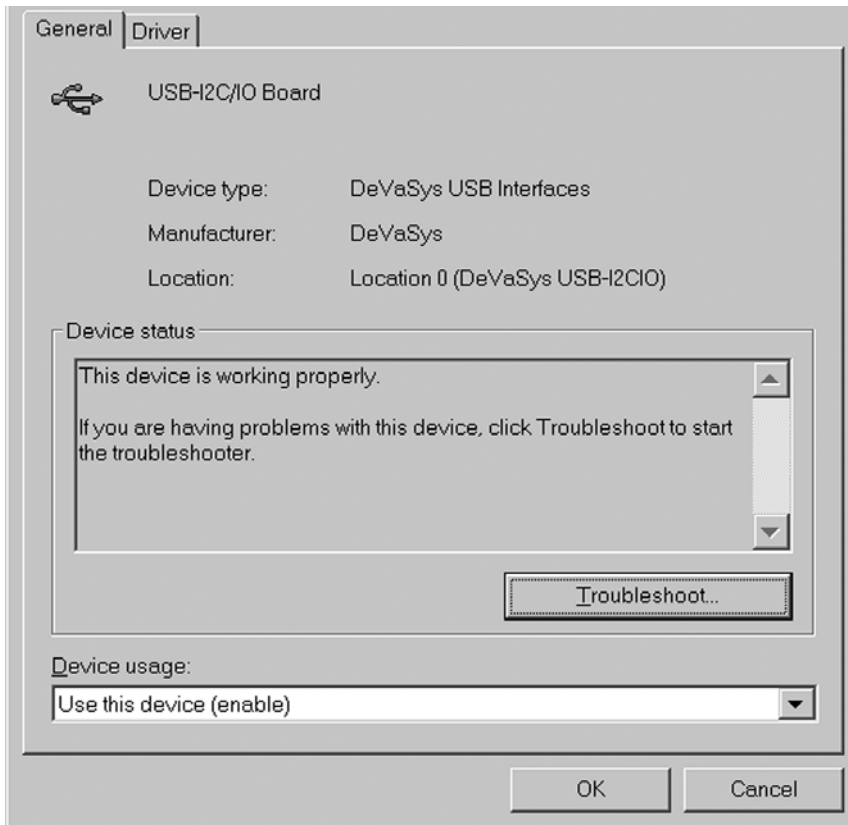 General Driver
USB-I2C/IO Board
Device type: DeVaSys USB Interfaces
Manufacturer: DeVaSys
Location: Location 0 (DeVaSys USB-I2CIO)
Device status
This device is working properly.
If you are having problems with this device, click Troubleshoot to start
the troubleshooter.
Troubleshoot...
Device usage:
Use this device (enable)
OK Cancel